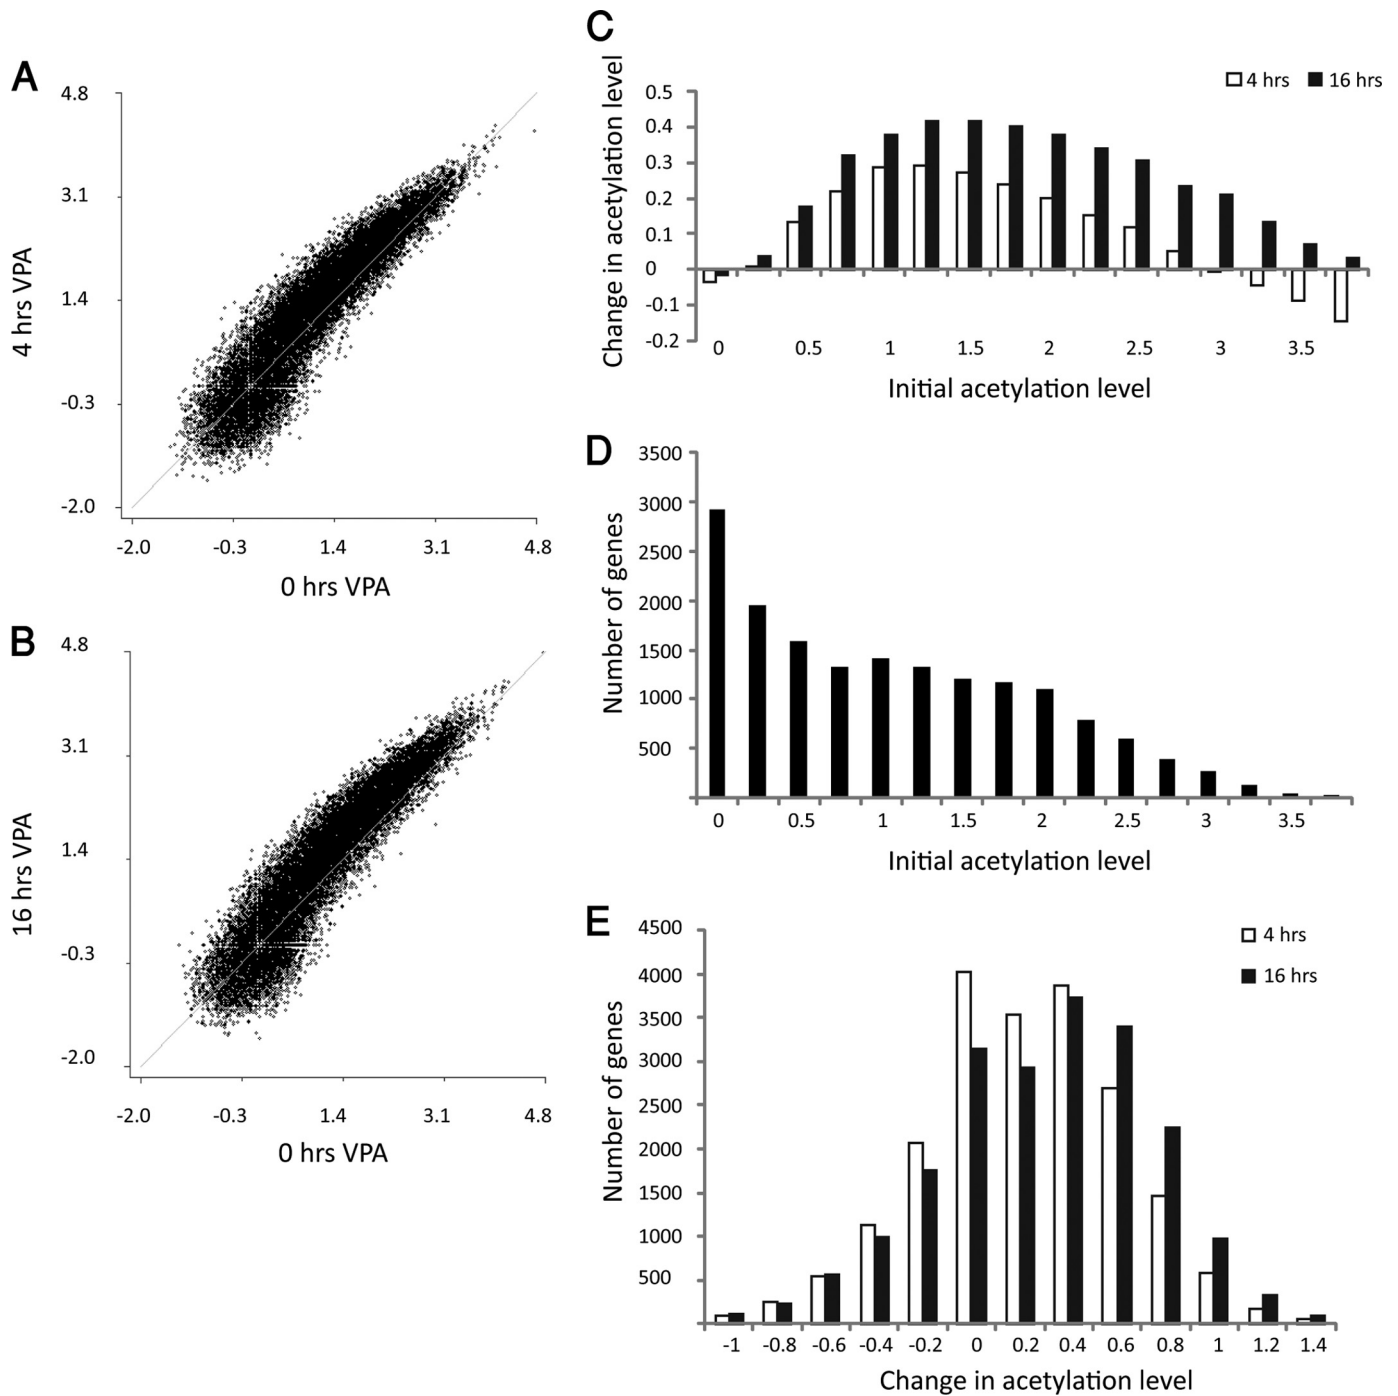 A
4.8
3.1
1.4
-0.3
-2.0
4 hrs VPA
-2.0 -0.3 1.4 3.1 4.8
0 hrs VPA
B
4.8
3.1
1.4
-0.3
-2.0
16 hrs VPA
-2.0 -0.3 1.4 3.1 4.8
0 hrs VPA
C
4 hrs 16 hrs
Change in acetylation level
0.5
0.4
0.3
0.2
0.1
0
-0.1
-0.2
0 0.5 1 1.5 2 2.5 3 3.5
Initial acetylation level
D
Number of genes
3500
3000
2500
2000
1500
1000
500
0 0.5 1 1.5 2 2.5 3 3.5
Initial acetylation level
E
4 hrs
16 hrs
Number of genes
4500
4000
3500
3000
2500
2000
1500
1000
500
-1 -0.8 -0.6 -0.4 -0.2 0 0.2 0.4 0.6 0.8 1 1.2 1.4
Change in acetylation level